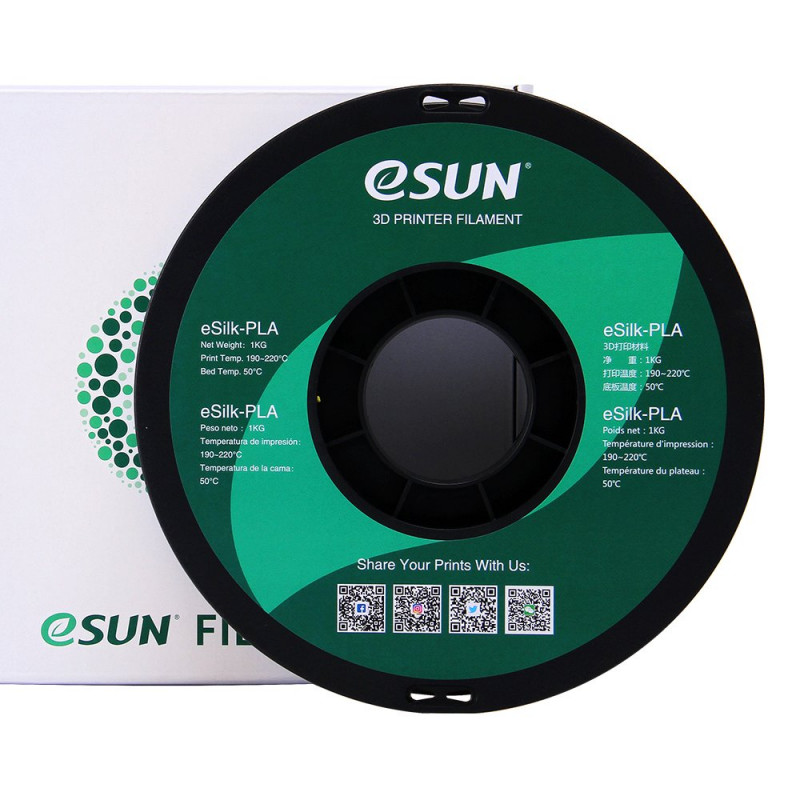 eSUN®
3D PRINTER FILAMENT
eSilk-PLA
Net Weight: 1KG
Print Temp. 190~220℃
Bed Temp. 50℃
eSilk-PLA
Peso neto : 1KG
Temperatura de impresión:
190~220℃
Temperatura de la cama:
50℃
eSilk-PLA
3D打印材料
净 重:1KG
打印温度:190~220℃
底板温度:50℃
eSilk-PLA
Poids net : 1KG
Température d'impression :
190~220℃
Température du plateau :
50℃
Share Your Prints With Us:
eSUN®